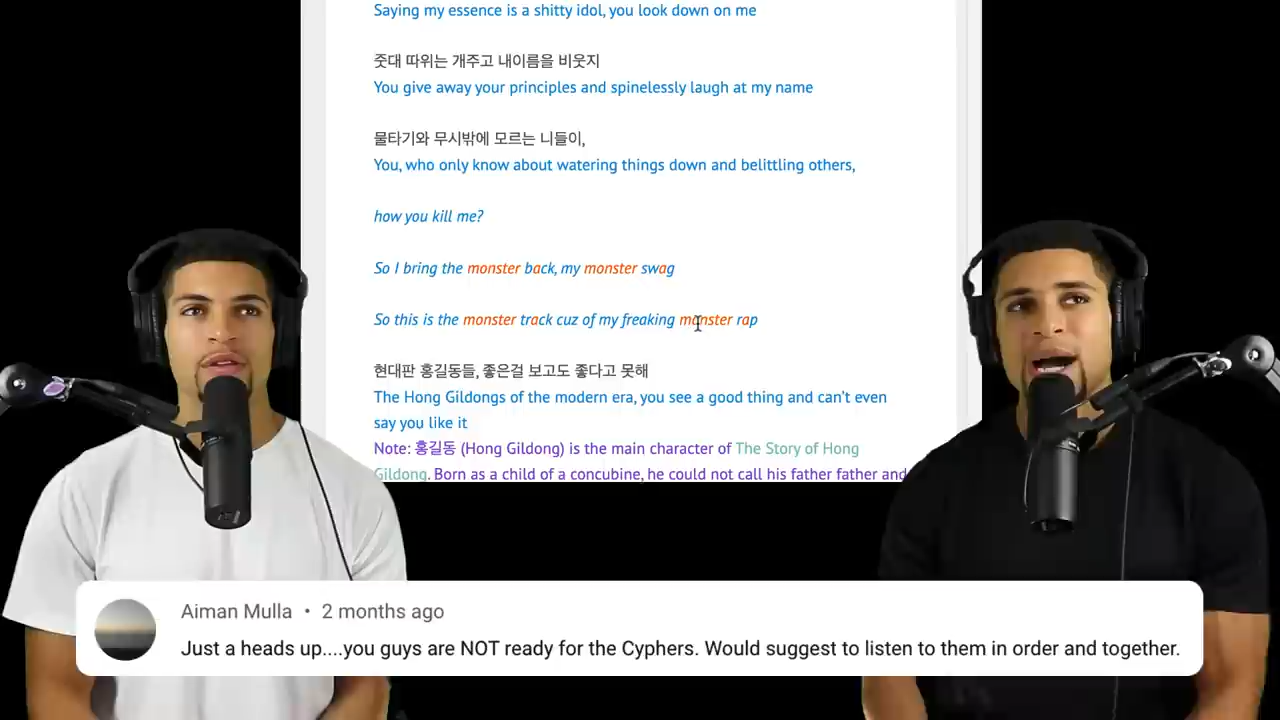 Saying my essence is a shitty idol, you look down on me
줏대 따위는 개주고 내이름을 비웃지
You give away your principles and spinelessly laugh at my name
물타기와 무시밖에 모르는 니들이,
You, who only know about watering things down and belittling others,
how you kill me?
So I bring the monster back, my monster swag
So this is the monster track cuz of my freaking monster rap
현대판 홍길동들, 좋은걸 보고도 좋다고 못해
The Hong Gildongs of the modern era, you see a good thing and can't even
say you like it
Note: 홍길동 (Hong Gildong) is the main character of The Story of Hong
Gildong. Born as a child of a concubine, he could not call his father father and
Aiman Mulla • 2 months ago
Just a heads up....you guys are NOT ready for the Cyphers. Would suggest to listen to them in order and together.